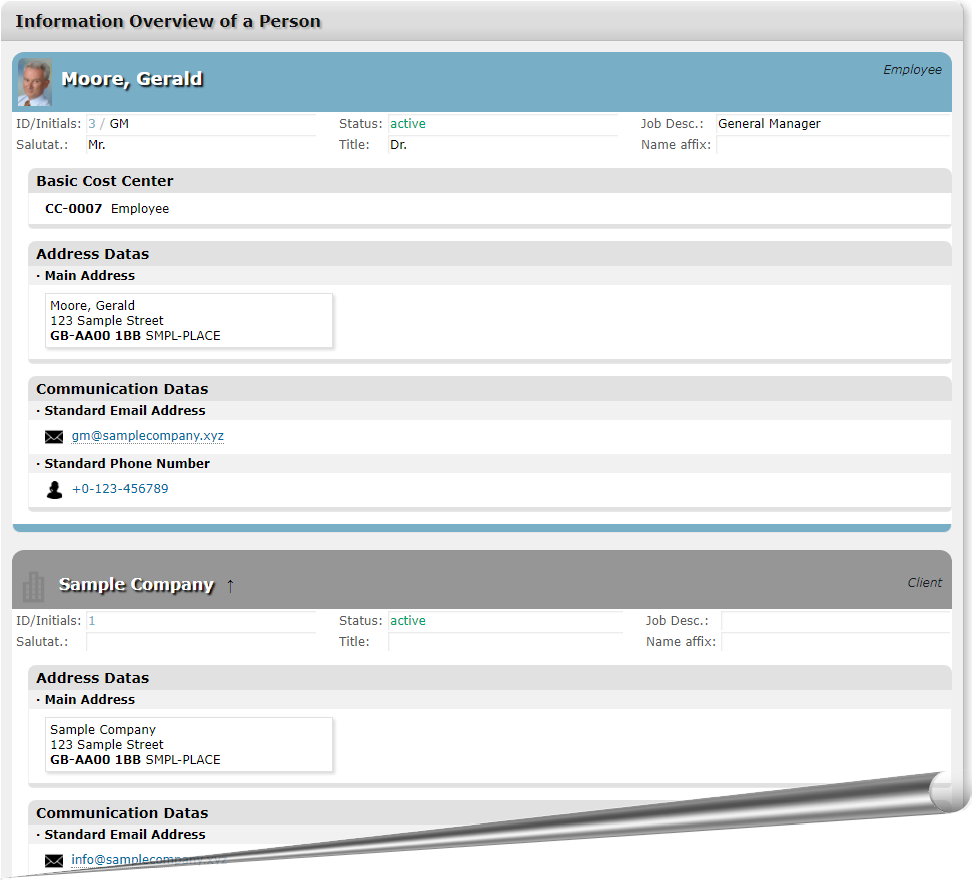 Information Overview of a Person
Moore, Gerald
Employee
ID/Initials: 3 / GM Status: active Job Desc.: General Manager
Salutat.: Mr. Title: Dr. Name affix:
Basic Cost Center
CC-0007 Employee
Address Datas
· Main Address
Moore, Gerald
123 Sample Street
GB-AA00 1BB SMPL-PLACE
Communication Datas
· Standard Email Address
gm@samplecompany.xyz
· Standard Phone Number
+0-123-456789
Sample Company ↑
Client
ID/Initials: 1 Status: active Job Desc.:
Salutat.: Title: Name affix:
Address Datas
· Main Address
Sample Company
123 Sample Street
GB-AA00 1BB SMPL-PLACE
Communication Datas
· Standard Email Address
info@samplecompany.xyz